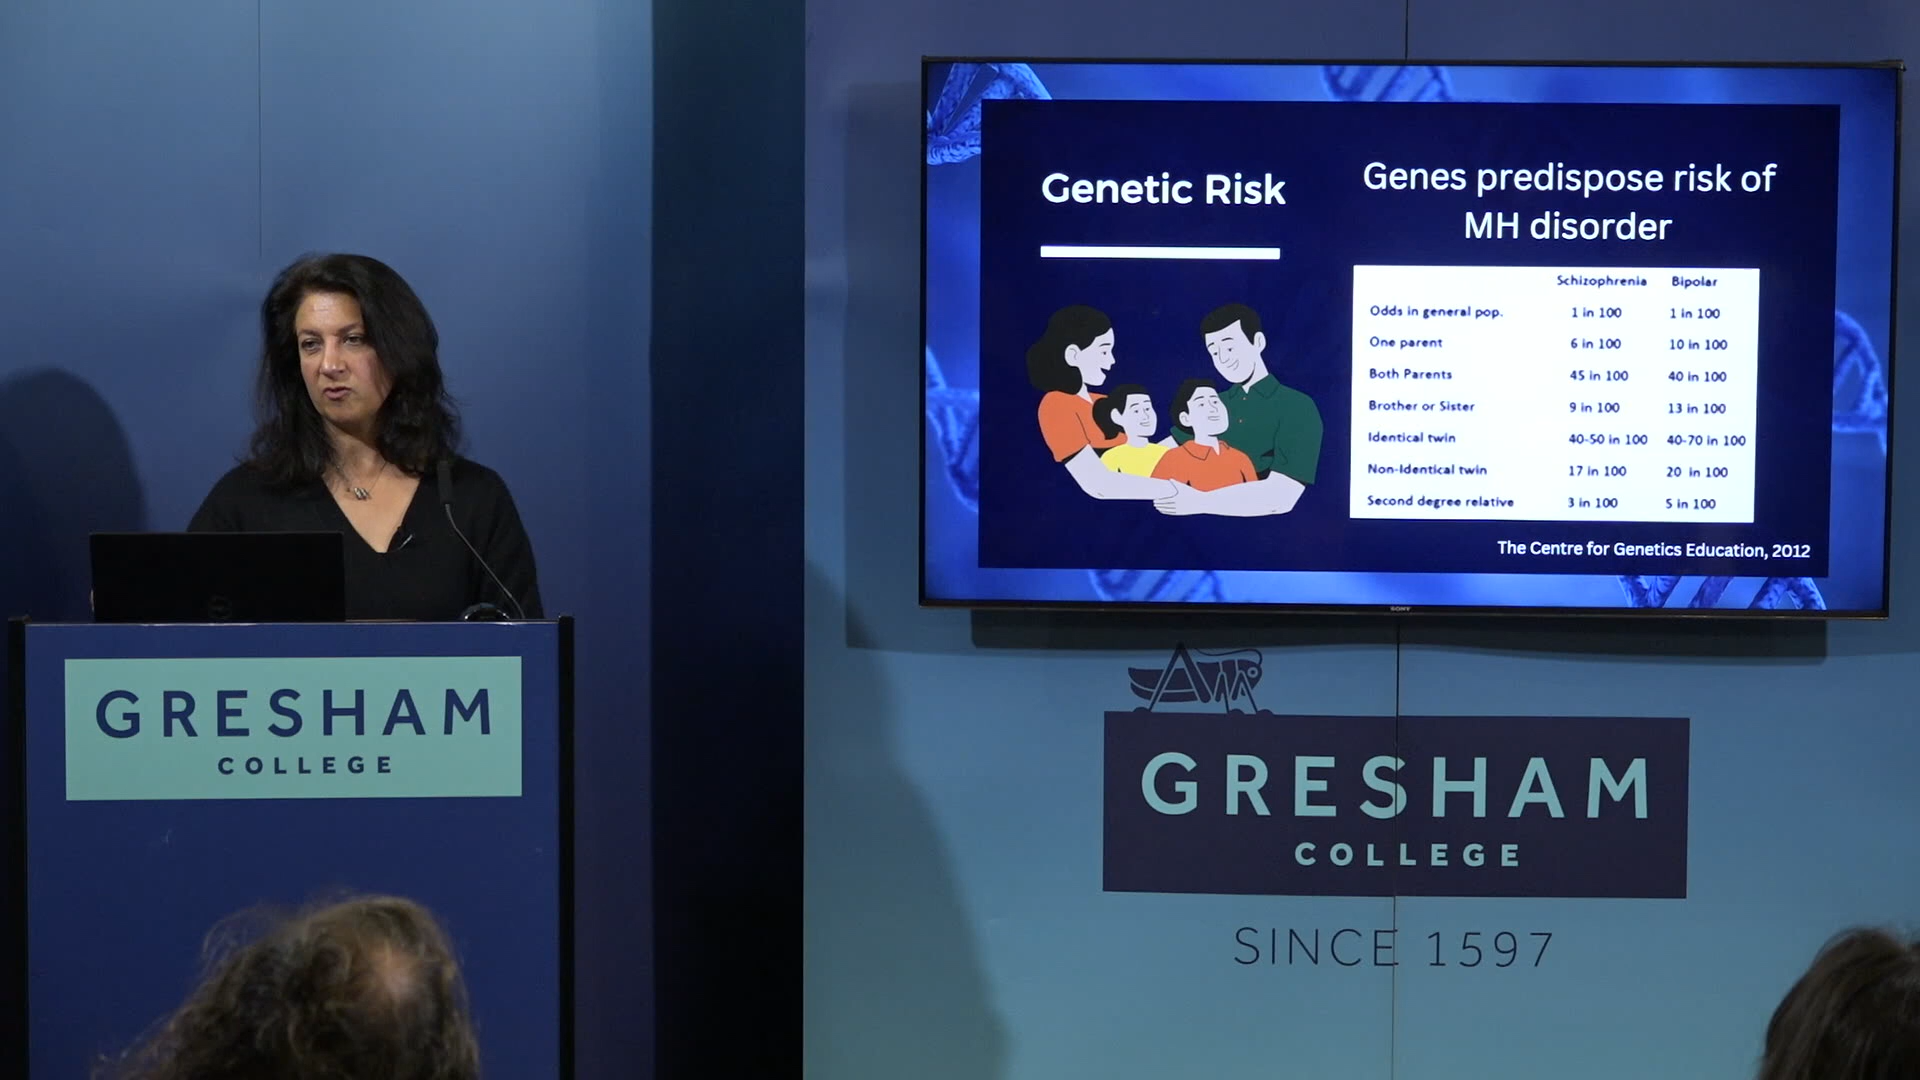 Genetic Risk
Genes predispose risk of
MH disorder
Schizophrenia Bipolar
Odds in general pop. 1 in 100 1 in 100
One parent 6 in 100 10 in 100
Both Parents 45 in 100 40 in 100
Brother or Sister 9 in 100 13 in 100
Identical twin 40-50 in 100 40-70 in 100
Non-Identical twin 17 in 100 20 in 100
Second degree relative 3 in 100 5 in 100
The Centre for Genetics Education, 2012
SONY
GRESHAM
COLLEGE
GRESHAM
COLLEGE
SINCE 1597